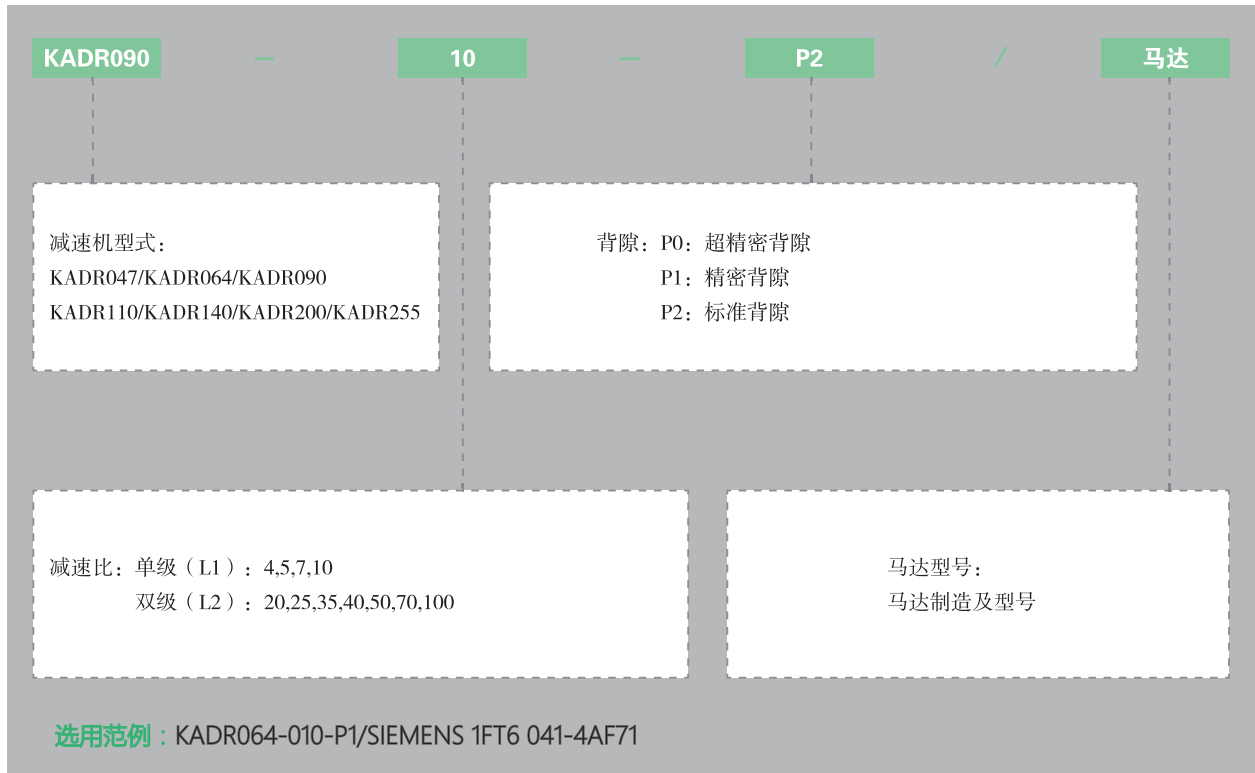 KADR090 — 10 — P2 / 马达
减速机型式：
KADR047/KADR064/KADR090
KADR110/KADR140/KADR200/KADR255
背隙：P0：超精密背隙
P1：精密背隙
P2：标准背隙
减速比：单级（L1）：4,5,7,10
双级（L2）：20,25,35,40,50,70,100
马达型号：
马达制造及型号
选用范例：KADR064-010-P1/SIEMENS 1FT6 041-4AF71